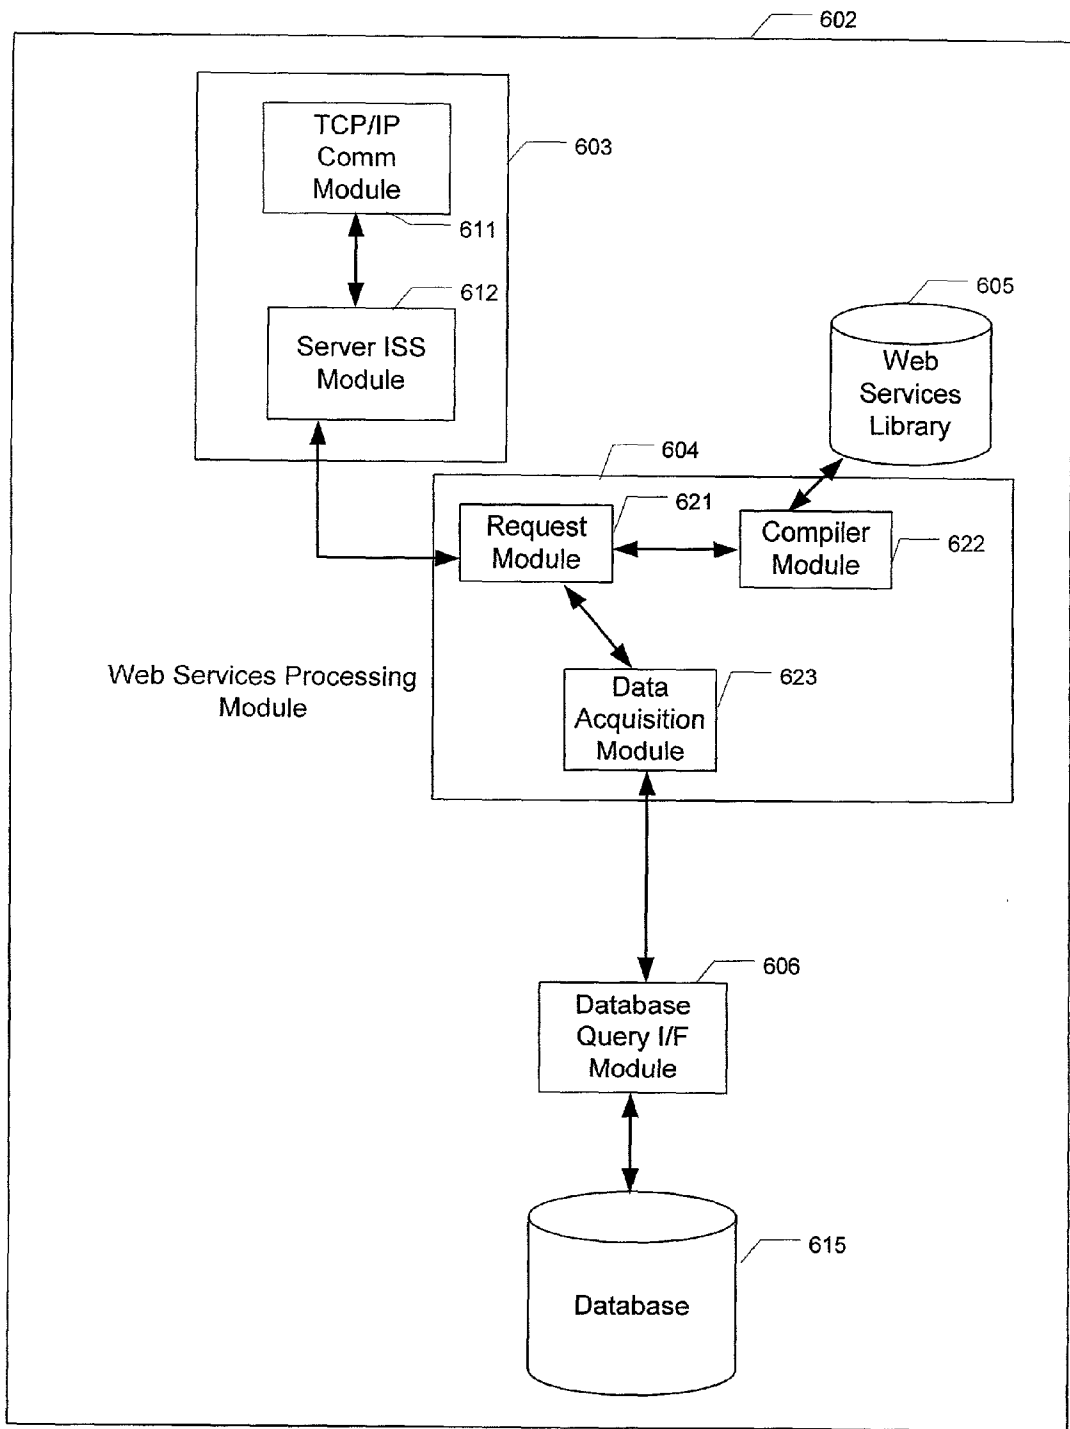 602
TCP/IP
Comm
Module
603
611
612
Server ISS
Module
605
Web
Services
Library
604
621
Request
Module
Compiler
Module
622
Web Services Processing
Module
Data
Acquisition
Module
623
606
Database
Query I/F
Module
615
Database